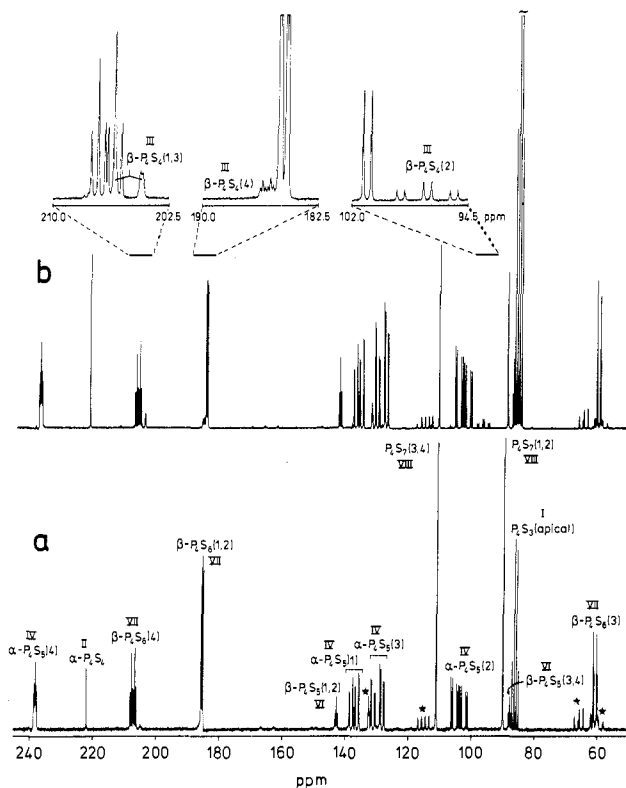 III
β-P₄S₄(1,3)
III
β-P₄S₄(4)
III
β-P₄S₄(2)
210.0 202.5 190.0 182.5 102.0 94.5 ppm
b
P₄S₇(3,4)
VIII
P₄S₇(1,2)
VIII
I
P₄S₃(apical)
a
β-P₄S₆(1,2)
VII
IV
α-P₄S₅)4)
II
α-P₄S₄
VII
β-P₄S₆)4)
IV
α-P₄S₅)1)
IV
α-P₄S₅(3)
β-P₄S₅(1,2)
VI
IV
α-P₄S₅(2)
VI
β-P₄S₅(3,4)
VII
β-P₄S₆(3)
240 220 200 180 160 140 120 100 80 60
ppm